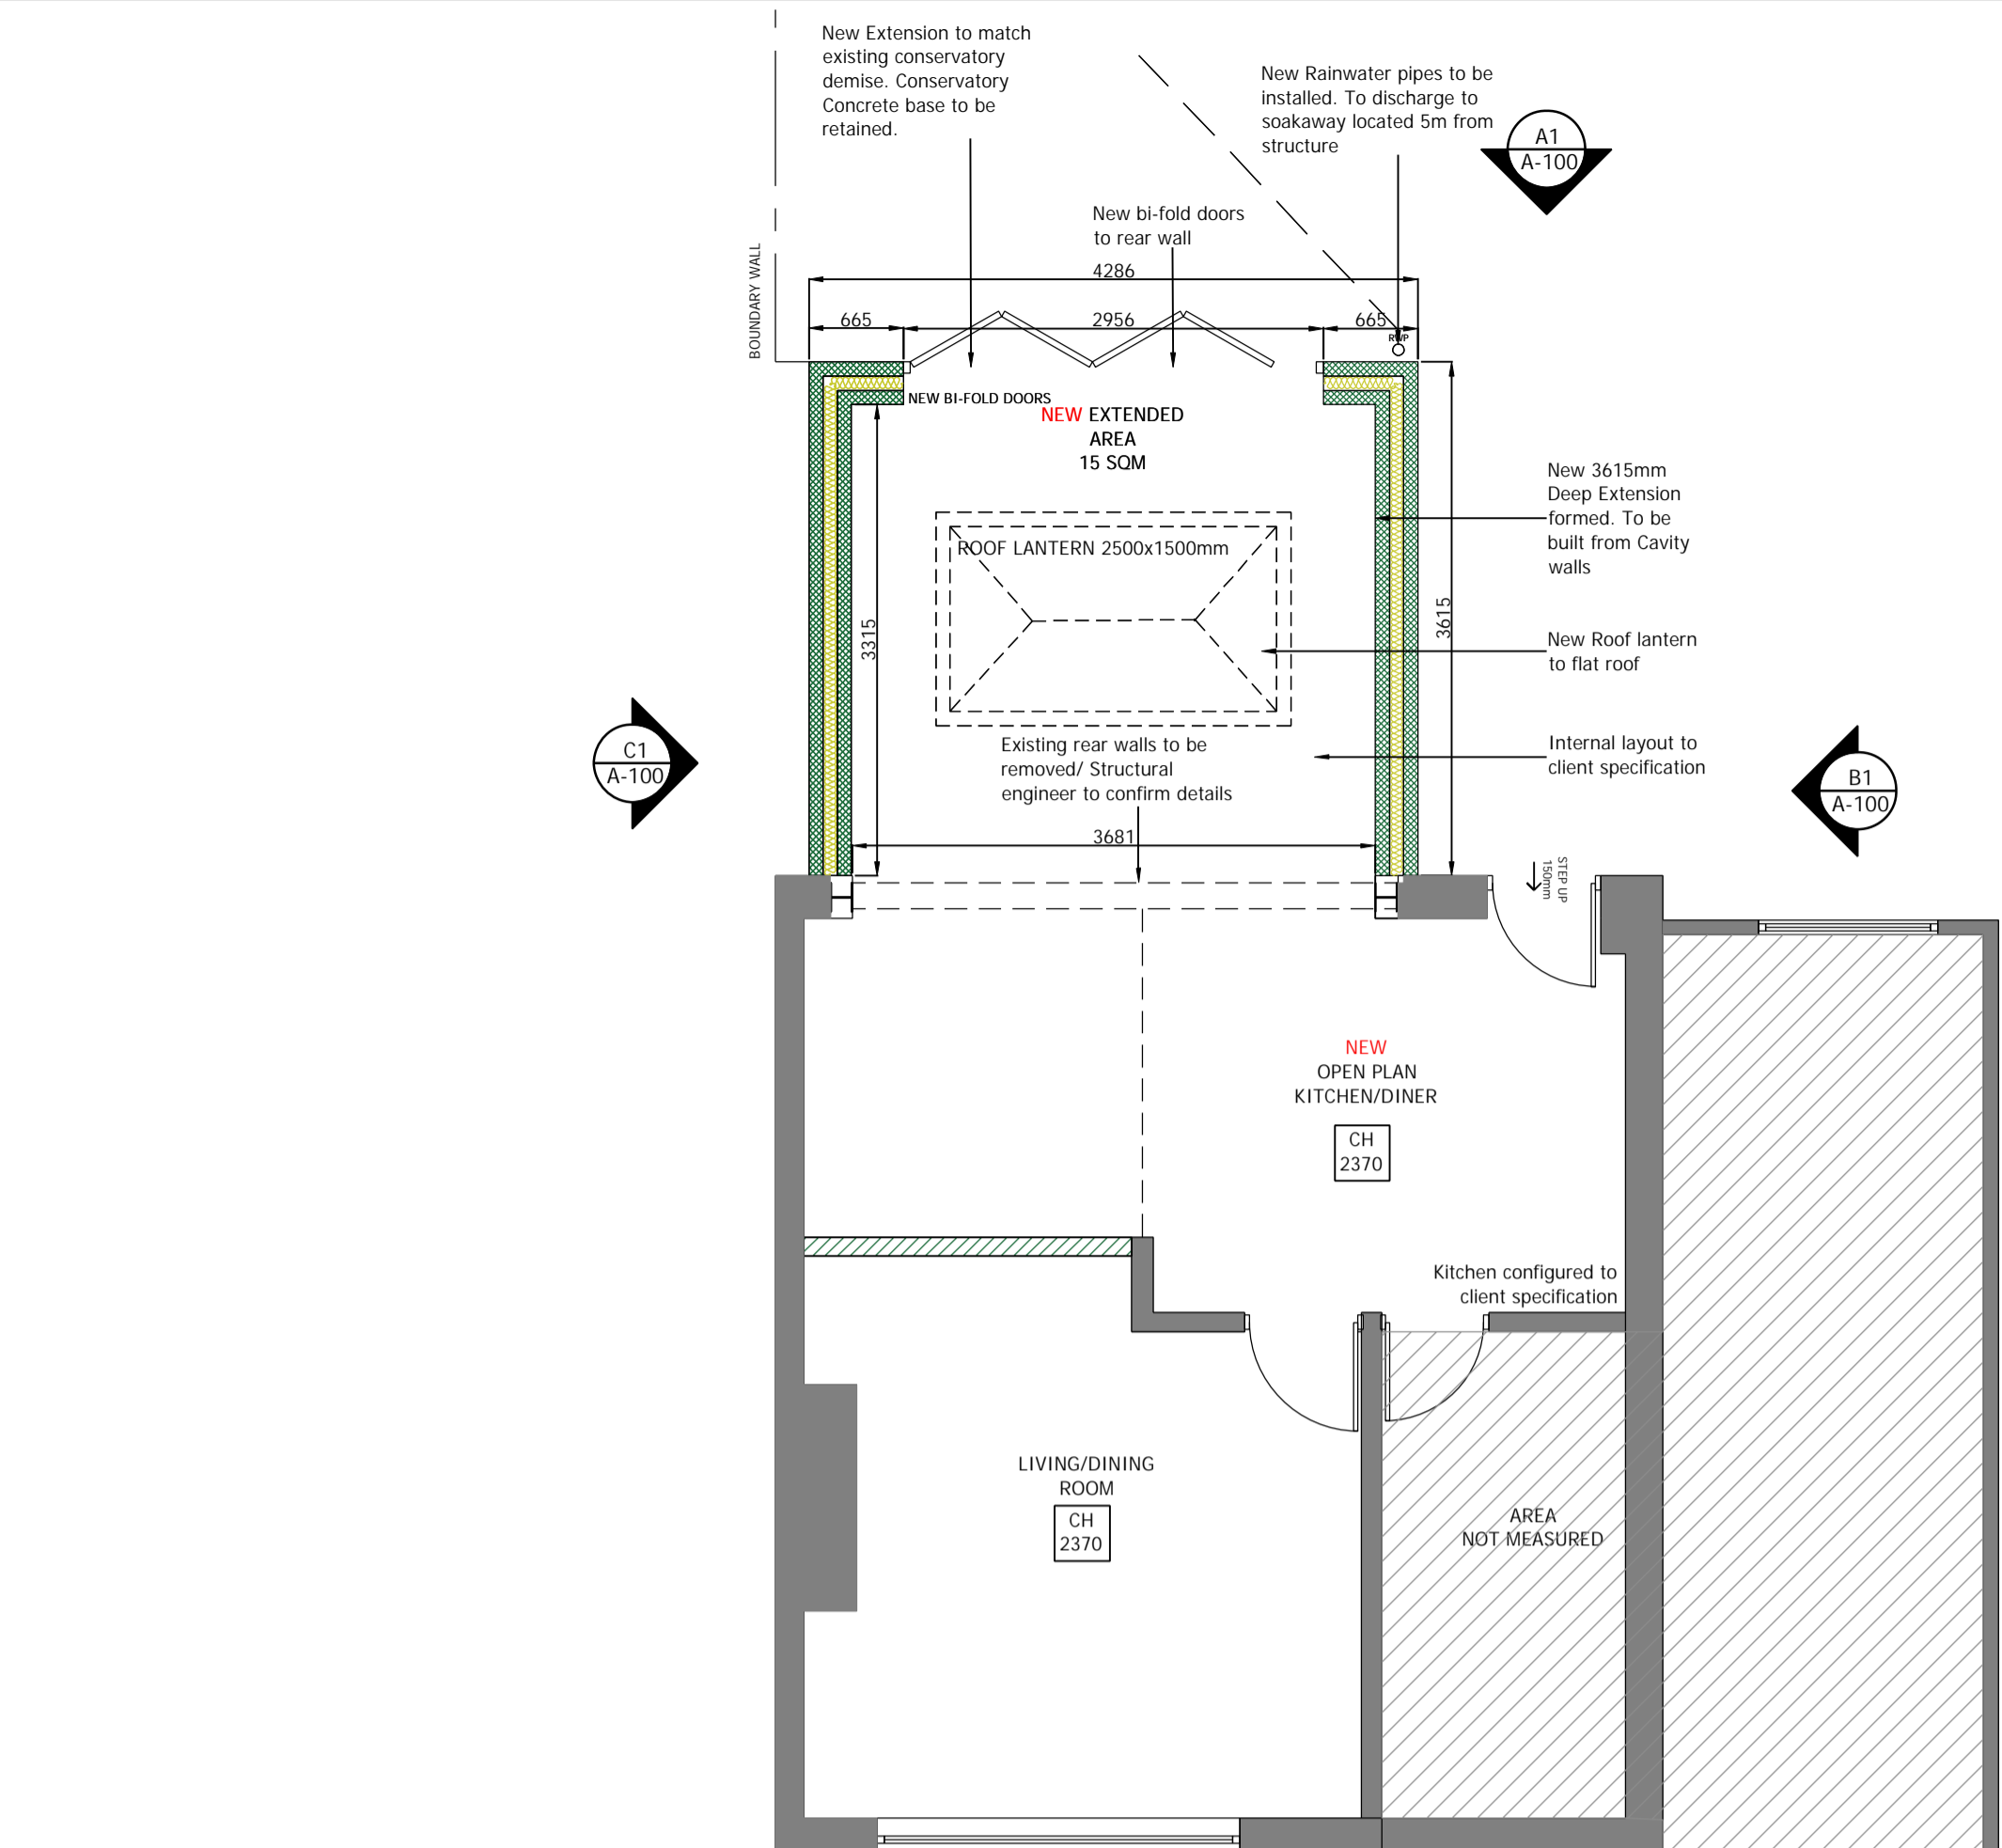 New Extension to match
existing conservatory
demise. Conservatory
Concrete base to be
retained.
New Rainwater pipes to be
installed. To discharge to
soakaway located 5m from
structure
A1
A-100
New bi-fold doors
to rear wall
BOUNDARY WALL
4286
665
2956
665
RWP
NEW BI-FOLD DOORS
NEW EXTENDED
AREA
15 SQM
ROOF LANTERN 2500x1500mm
3315
3615
New 3615mm
Deep Extension
formed. To be
built from Cavity
walls
New Roof lantern
to flat roof
Internal layout to
client specification
C1
A-100
B1
A-100
Existing rear walls to be
removed/ Structural
engineer to confirm details
3681
STEP UP
150mm
NEW
OPEN PLAN
KITCHEN/DINER
CH
2370
Kitchen configured to
client specification
LIVING/DINING
ROOM
CH
2370
AREA
NOT MEASURED